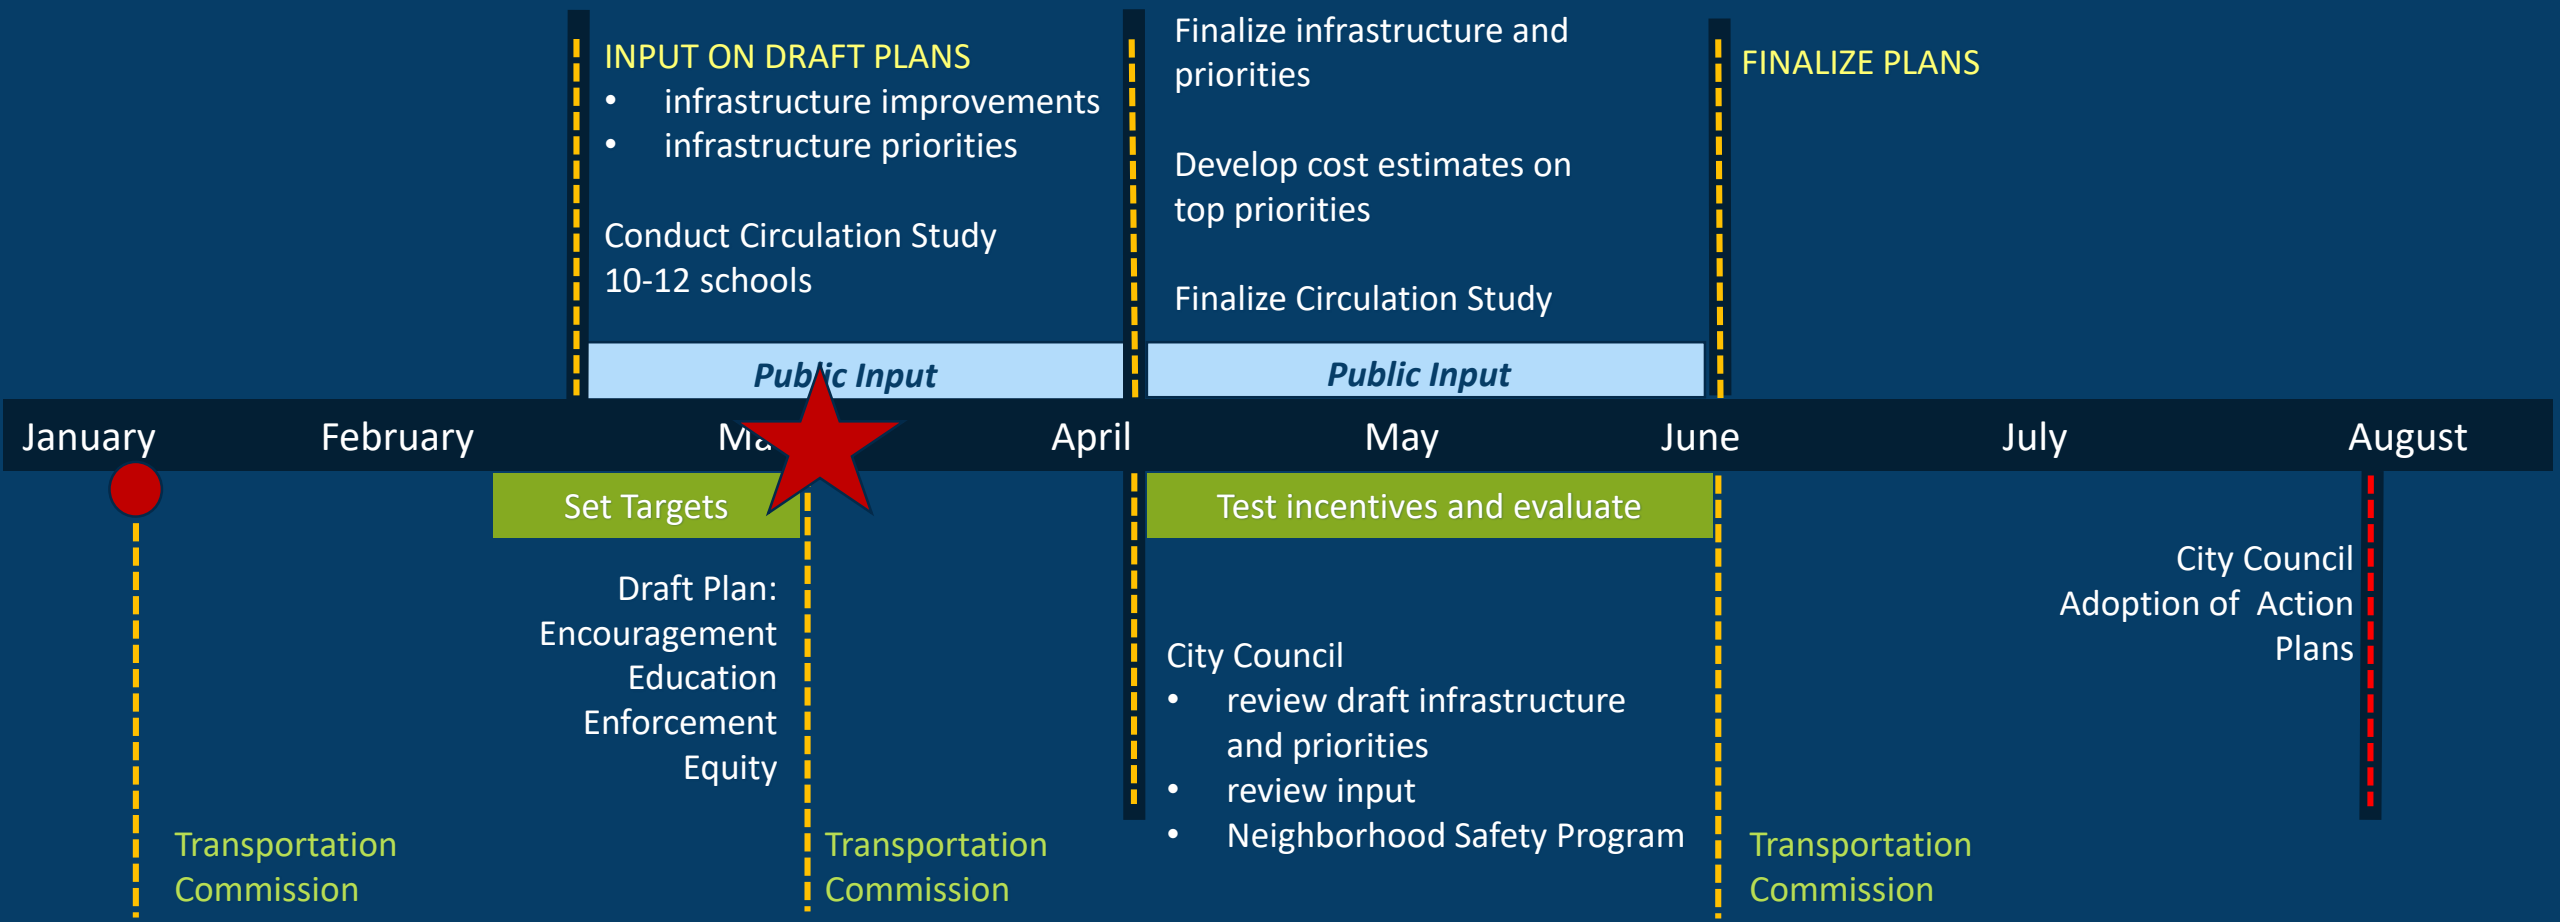 INPUT ON DRAFT PLANS
• infrastructure improvements
• infrastructure priorities
Conduct Circulation Study
10-12 schools
Finalize infrastructure and
priorities
Develop cost estimates on
top priorities
Finalize Circulation Study
FINALIZE PLANS
Public Input
Public Input
January
February
Ma
April
May
June
July
August
Set Targets
Test incentives and evaluate
Draft Plan:
Encouragement
Education
Enforcement
Equity
City Council
• review draft infrastructure
and priorities
• review input
• Neighborhood Safety Program
City Council
Adoption of Action
Plans
Transportation
Commission
Transportation
Commission
Transportation
Commission